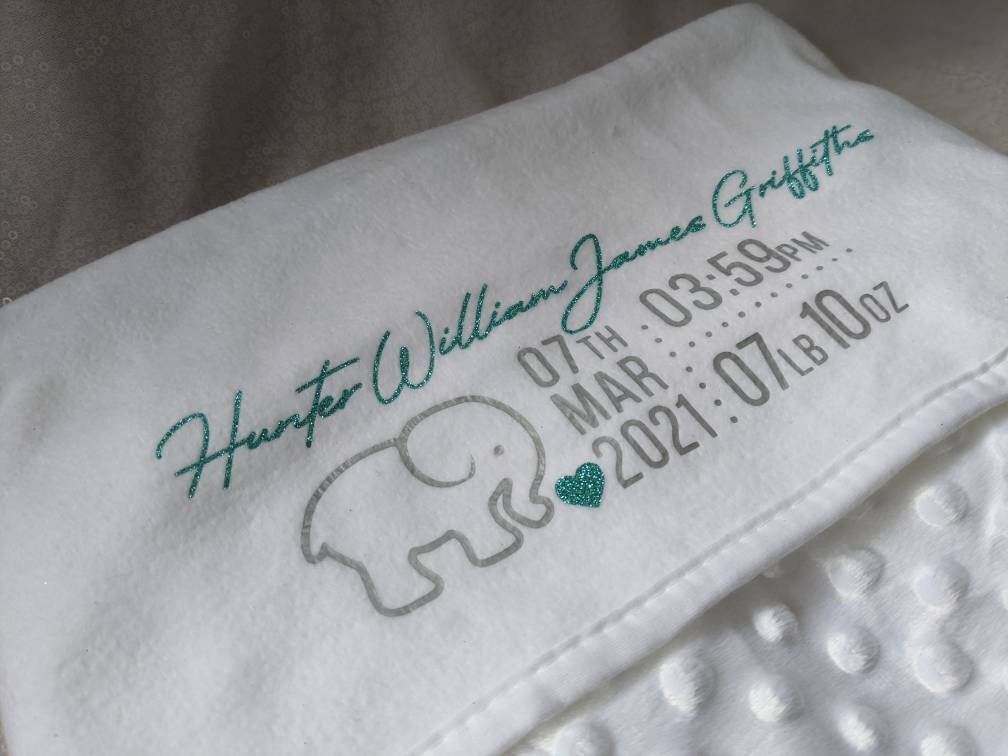 Hunter William James Griffiths
07TH 03:59PM
MAR
2021 07LB 10OZ